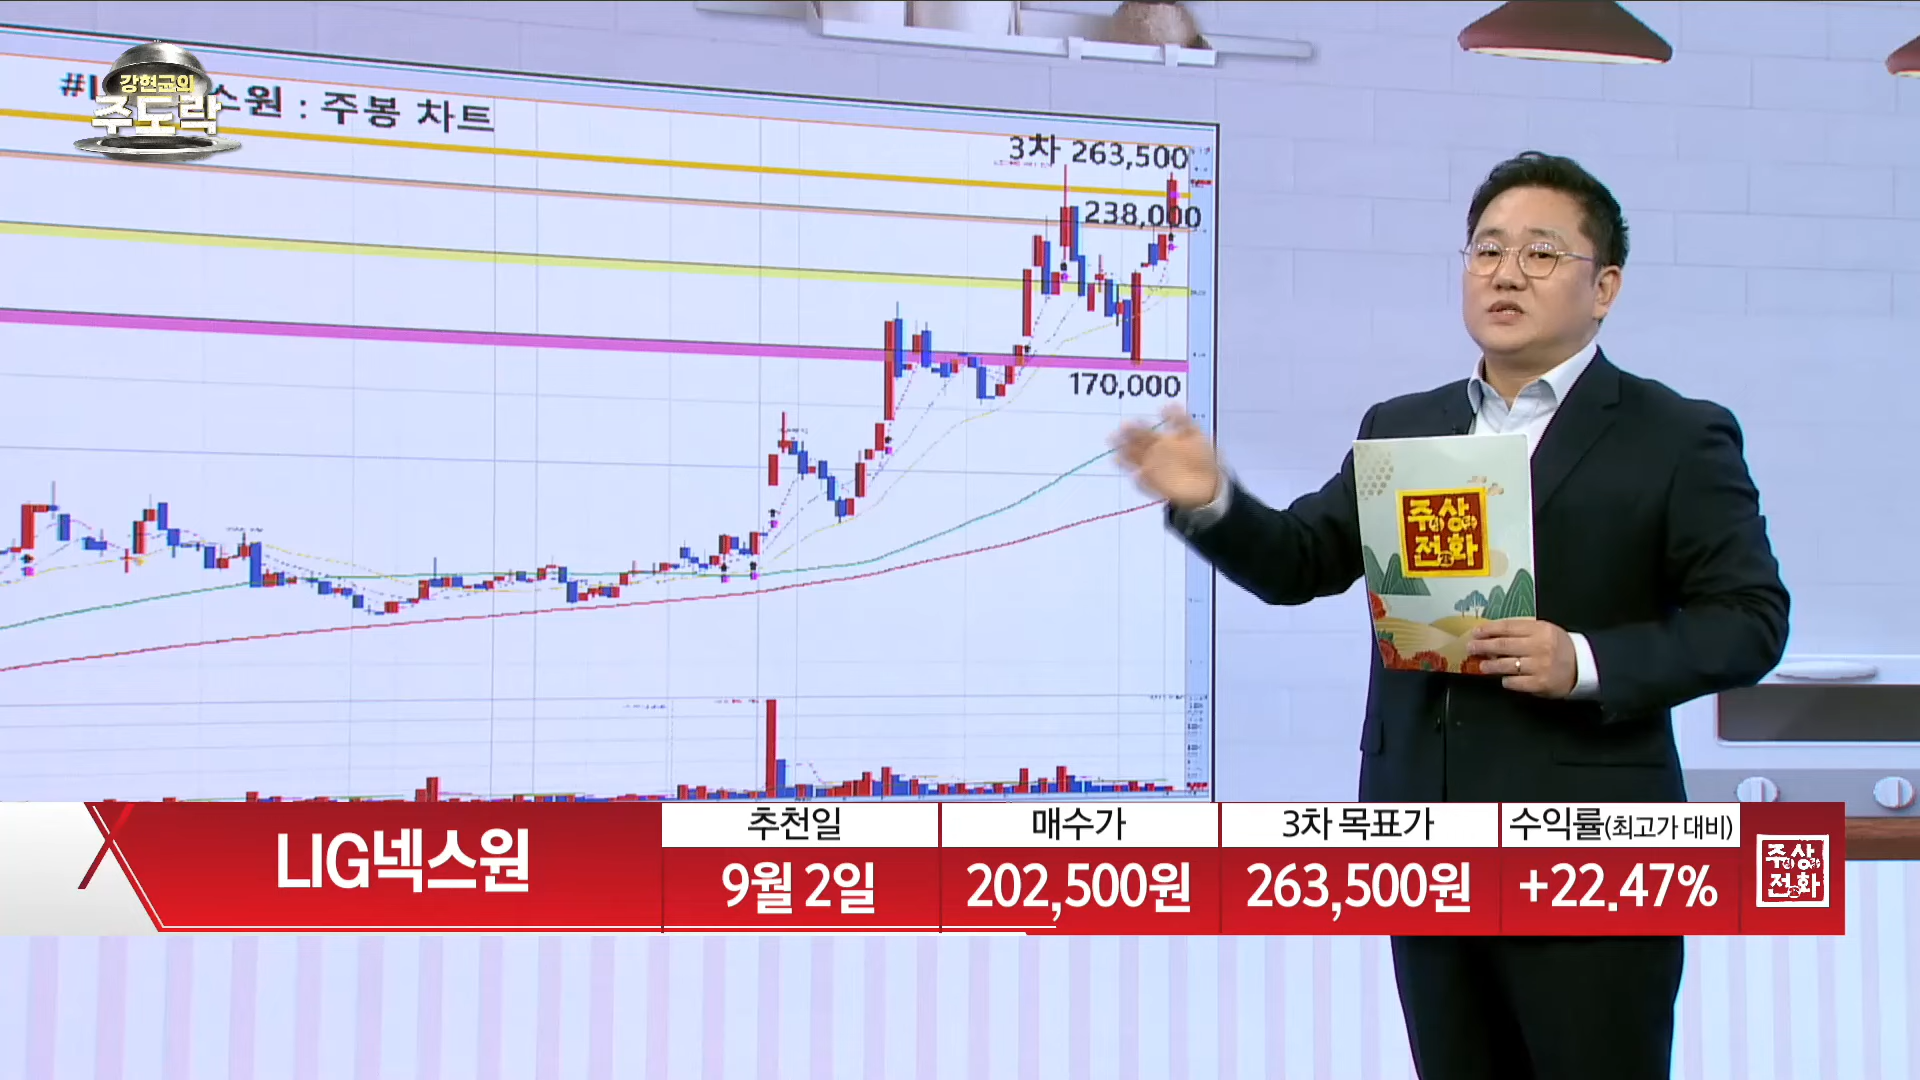 강현균의
주도락
스원 : 주봉 차트
3차 263,500
238,000
170,000
주상
전화
LIG넥스원
추천일
9월 2일
매수가
202,500원
3차 목표가
263,500원
수익률(최고가 대비)
+22.47%
주상
전화